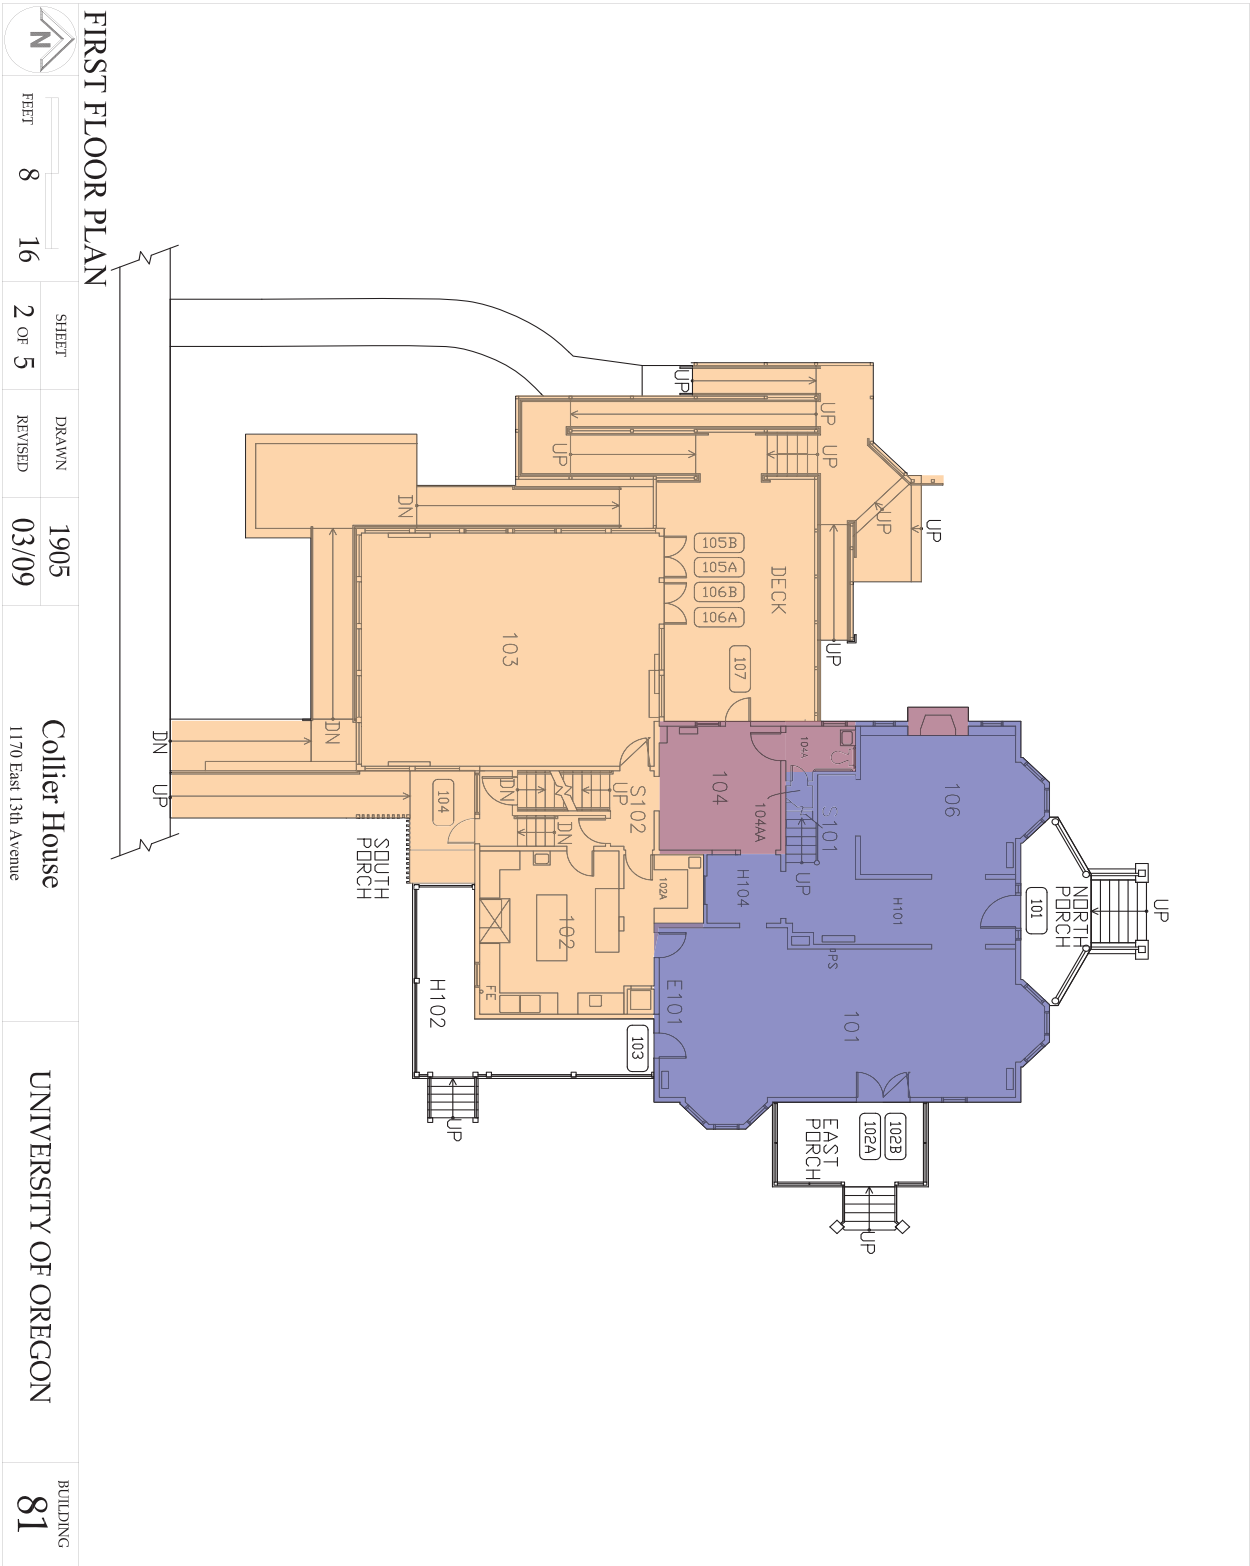 FIRST FLOOR PLAN
N
FEET
8
16
SHEET
2 OF 5
DRAWN
1905
REVISED
03/09
Collier House
1170 East 13th Avenue
UNIVERSITY OF OREGON
BUILDING
81
UP
NORTH
PORCH
101
UP
UP
UP
UP
UP
UP
UP
DECK
105B
105A
106B
106A
107
DN
103
DN
DN
UP
104
SOUTH
PORCH
104
104A
104AA
106
S101
UP
H101
H104
S102
UP
DN
DN
102A
102
FE
H102
UP
103
E101
PS
101
102B
102A
EAST
PORCH
UP